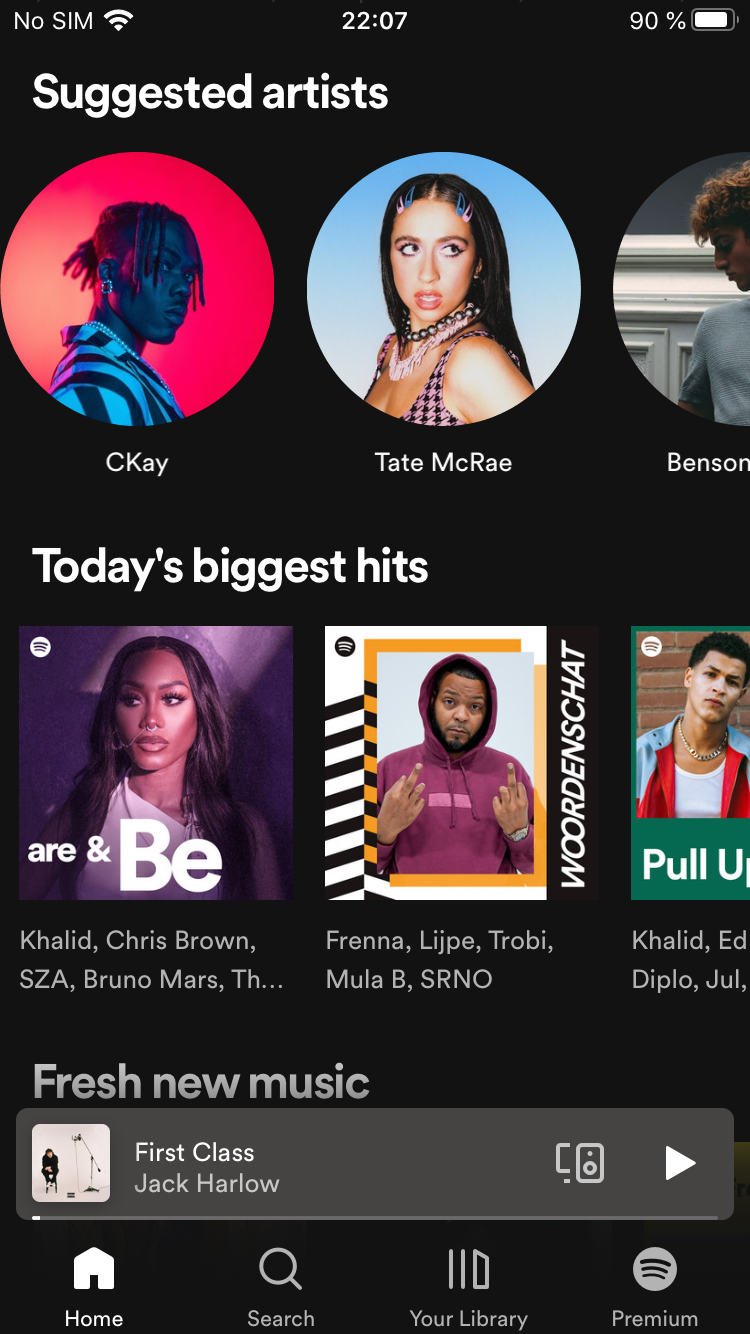 No SIM 22:07 90 %
Suggested artists
CKay Tate McRae Benson
Today's biggest hits
are & Be
WOORDENSCHAT
Pull Up
Khalid, Chris Brown,
SZA, Bruno Mars, Th...
Frenna, Lijpe, Trobi,
Mula B, SRNO
Khalid, Ed
Diplo, Jul,
Fresh new music
First Class
Jack Harlow
Home Search Your Library Premium